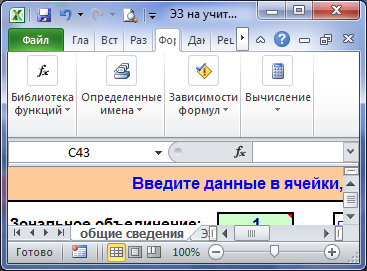 ЭЗ на учит...
Файл Гла Вст Раз Фор Дан Рец
Библиотека функций
Определенные имена
Зависимости формул
Вычисление
C43 fx
Введите данные в ячейки,
Зональное объединение: 1
общие сведения
Готово 100%